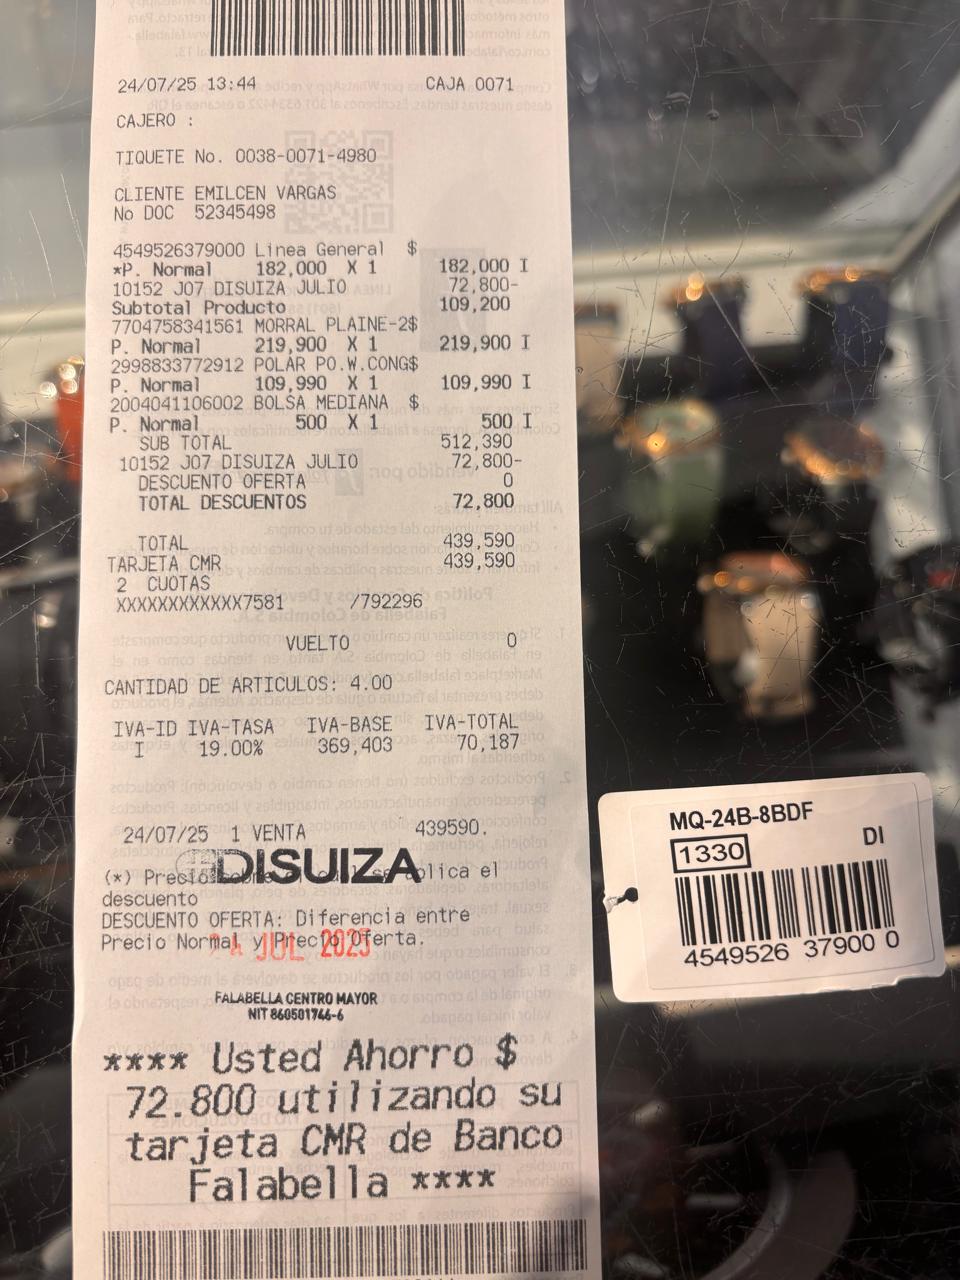 24/07/25 13:44 CAJA 0071
CAJERO :
TIQUETE No. 0038-0071-4980
CLIENTE EMILCEN VARGAS
No DOC 52345498
4549526379000 Linea General $
*P. Normal 182,000 X 1 182,000 I
10152 J07 DISUIZA JULIO 72,800-
Subtotal Producto 109,200
7704758341561 MORRAL PLAINE-2$
P. Normal 219,900 X 1 219,900 I
2998833772912 POLAR PO.W.CONG$
P. Normal 109,990 X 1 109,990 I
2004041106002 BOLSA MEDIANA $
P. Normal 500 X 1 500 I
SUB TOTAL 512,390
10152 J07 DISUIZA JULIO 72,800-
DESCUENTO OFERTA 0
TOTAL DESCUENTOS 72,800
TOTAL 439,590
TARJETA CMR 439,590
2 CUOTAS
XXXXXXXXXXXX7581 /792296
VUELTO 0
CANTIDAD DE ARTICULOS: 4.00
IVA-ID IVA-TASA IVA-BASE IVA-TOTAL
I 19.00% 369,403 70,187
24/07/25 1 VENTA 439590.
DISUIZA
(*) Precio sobre el
descuento
DESCUENTO OFERTA: Diferencia entre
Precio Normal y Precio Oferta.
JUL 2025
FALABELLA CENTRO MAYOR
NIT 860501746-6
**** Usted Ahorro $
72.800 utilizando su
tarjeta CMR de Banco
Falabella ****
MQ-24B-8BDF
1330 DI
4549526 37900 0